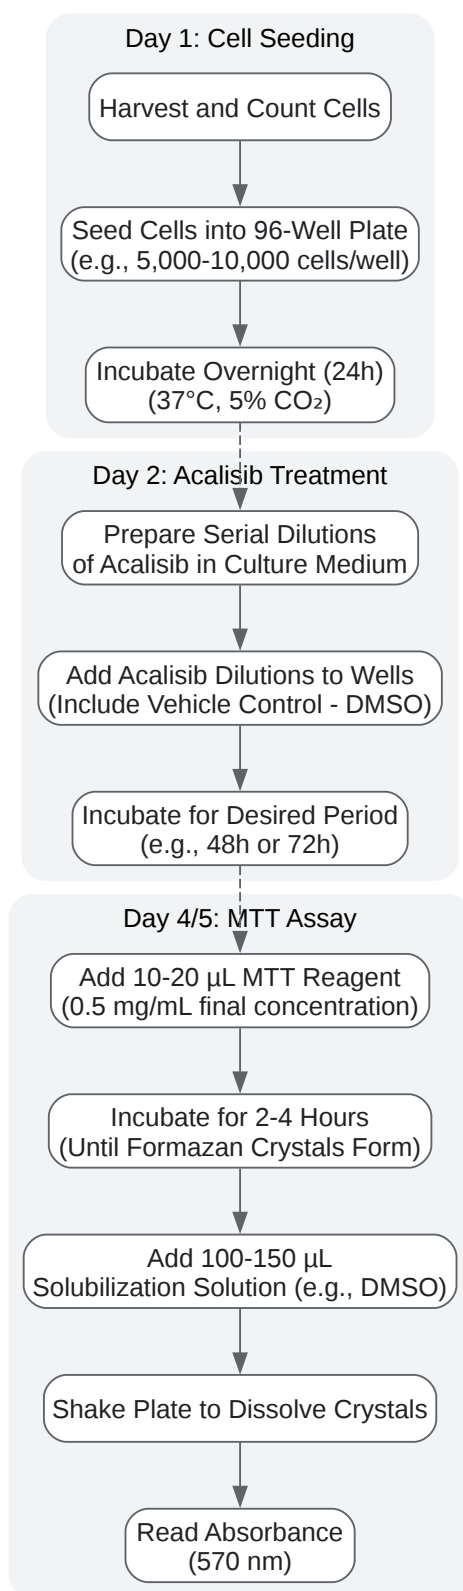 Day 1: Cell Seeding
Harvest and Count Cells
Seed Cells into 96-Well Plate
(e.g., 5,000-10,000 cells/well)
Incubate Overnight (24h)
(37°C, 5% CO₂)
Day 2: Acalisib Treatment
Prepare Serial Dilutions
of Acalisib in Culture Medium
Add Acalisib Dilutions to Wells
(Include Vehicle Control - DMSO)
Incubate for Desired Period
(e.g., 48h or 72h)
Day 4/5: MTT Assay
Add 10-20 µL MTT Reagent
(0.5 mg/mL final concentration)
Incubate for 2-4 Hours
(Until Formazan Crystals Form)
Add 100-150 µL
Solubilization Solution (e.g., DMSO)
Shake Plate to Dissolve Crystals
Read Absorbance
(570 nm)